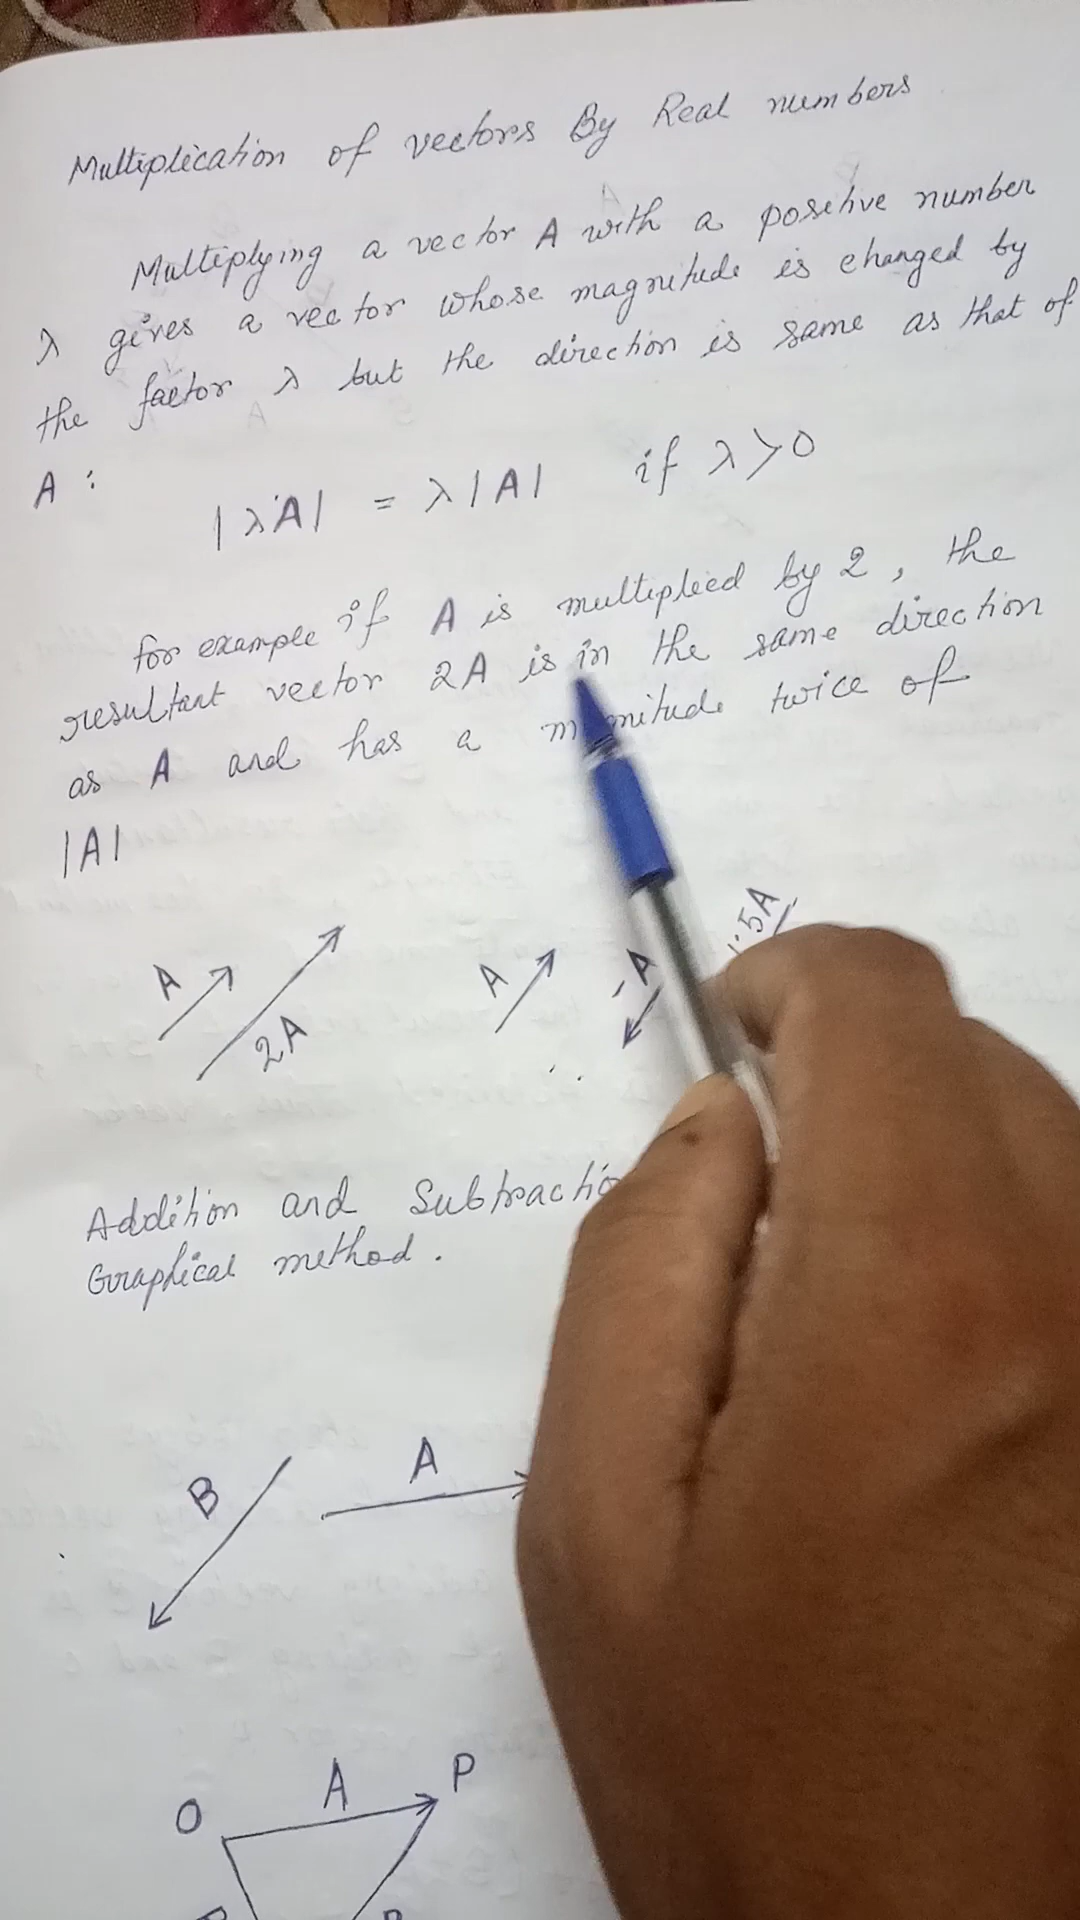 Multiplication of vectors By Real numbers
Multiplying a vector A with a positive number
λ gives a vector whose magnitude is changed by
the factor λ but the direction is same as that of
A :
|λA| = λ|A| if λ>0
for example if A is multiplied by 2, the
resultant vector 2A is in the same direction
as A and has a magnitude twice of
|A|
A 2A A -A 1.5A
Addition and Subtractio
Graphical method.
B A
O A P